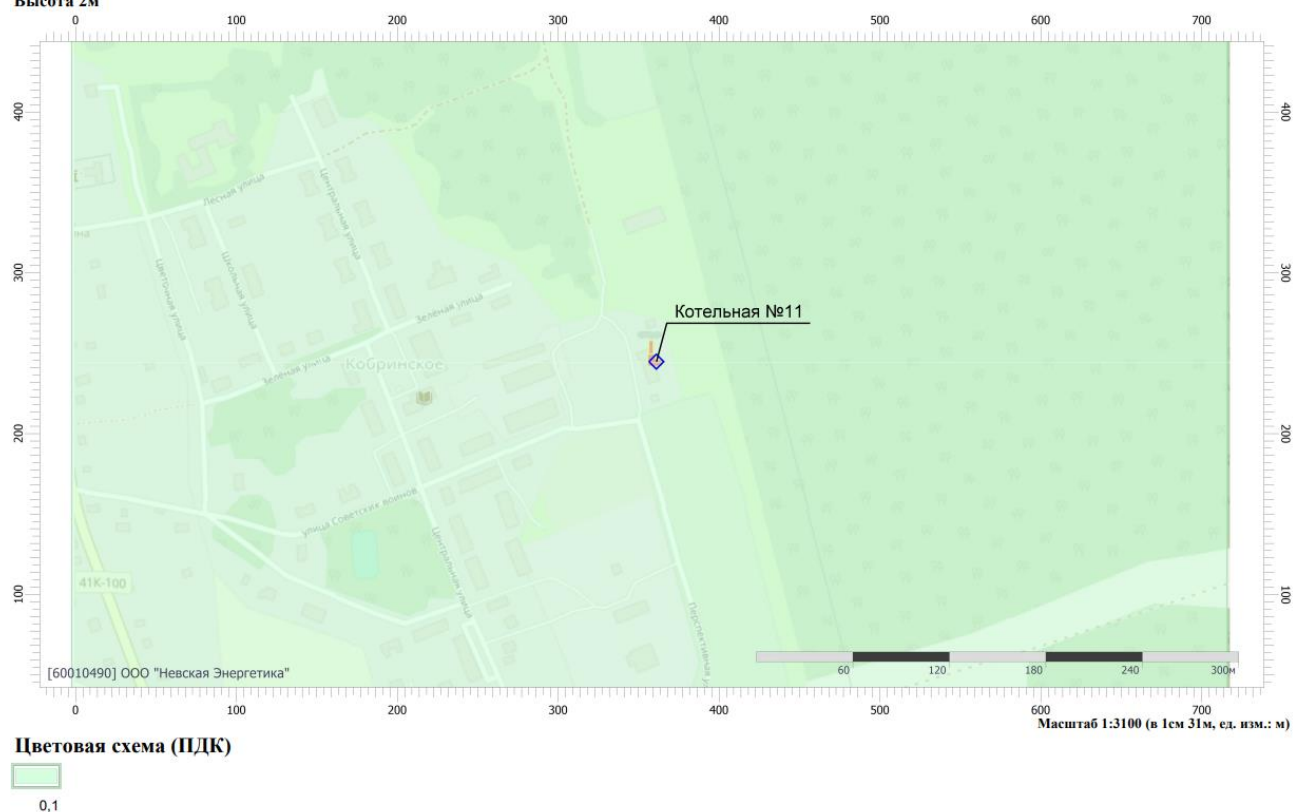 Высота 2м
0 100 200 300 400 500 600 700
400 400
Лесная улица
Центральная улица
на
Школьная улица
Цветочная улица
300 300
Зелёная улица
Котельная №11
Кобринское
Зелёная улица
200 200
улица Советских воинов
Центральная улица
41К-100
100 100
Перспективная у
[60010490] ООО "Невская Энергетика"
60 120 180 240 300м
0 100 200 300 400 500 600 700
Масштаб 1:3100 (в 1см 31м, ед. изм.: м)
Цветовая схема (ПДК)
0,1